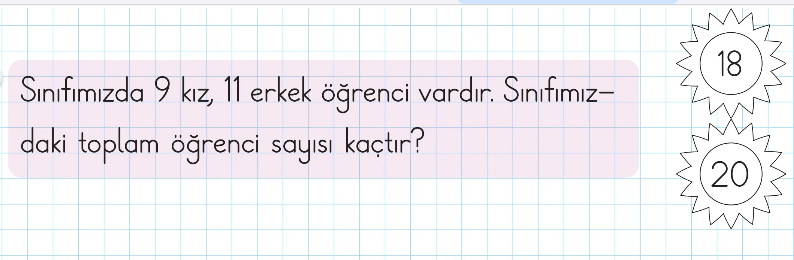 Sınıfımızda 9 kız, 11 erkek öğrenci vardır. Sınıfımız-
daki toplam öğrenci sayısı kaçtır?
18
20